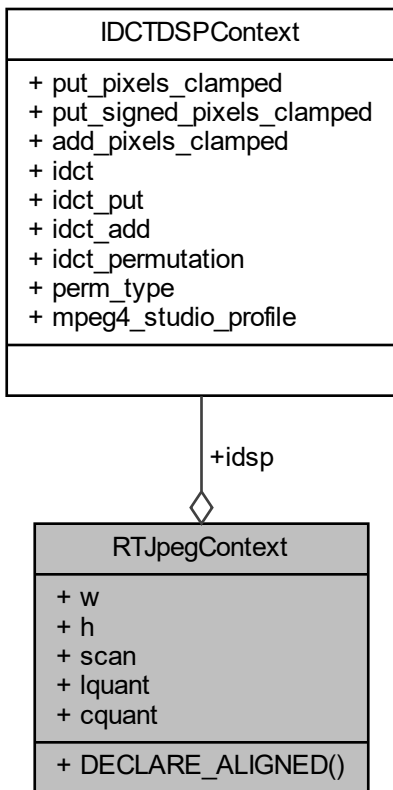 IDCTDSPContext
+ put_pixels_clamped
+ put_signed_pixels_clamped
+ add_pixels_clamped
+ idct
+ idct_put
+ idct_add
+ idct_permutation
+ perm_type
+ mpeg4_studio_profile
+idsp
RTJpegContext
+ w
+ h
+ scan
+ lquant
+ cquant
+ DECLARE_ALIGNED()